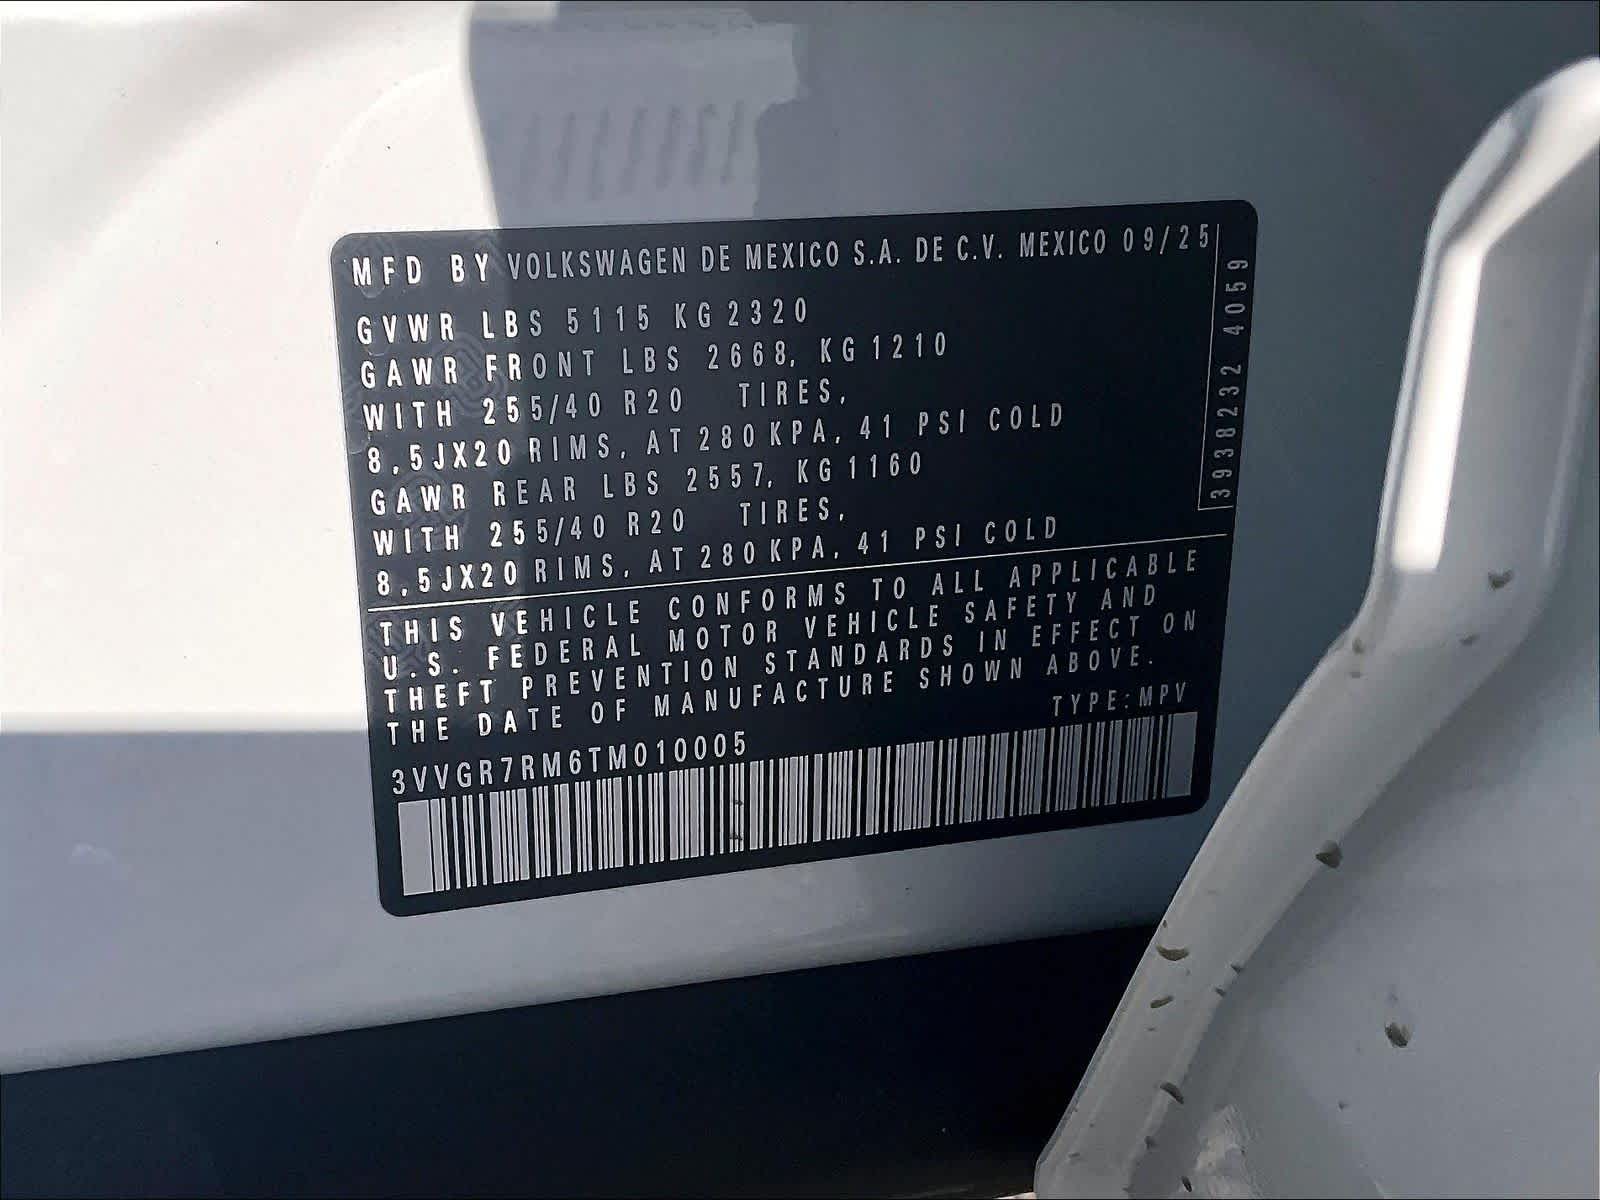 MFD BY VOLKSWAGEN DE MEXICO S.A. DE C.V. MEXICO 09/25
GVWR LBS 5115 KG 2320
GAWR FRONT LBS 2668, KG 1210
WITH 255/40 R20 TIRES,
8,5JX20 RIMS, AT 280 KPA, 41 PSI COLD
GAWR REAR LBS 2557, KG 1160
WITH 255/40 R20 TIRES,
8,5JX20 RIMS, AT 280 KPA, 41 PSI COLD
3938232 4059
THIS VEHICLE CONFORMS TO ALL APPLICABLE
U.S. FEDERAL MOTOR VEHICLE SAFETY AND
THEFT PREVENTION STANDARDS IN EFFECT ON
THE DATE OF MANUFACTURE SHOWN ABOVE.
TYPE:MPV
3VVGR7RM6TM010005